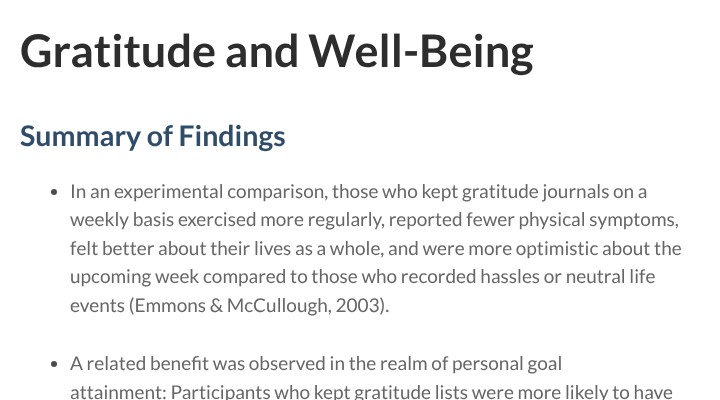 Gratitude and Well-Being
Summary of Findings
• In an experimental comparison, those who kept gratitude journals on a
weekly basis exercised more regularly, reported fewer physical symptoms,
felt better about their lives as a whole, and were more optimistic about the
upcoming week compared to those who recorded hassles or neutral life
events (Emmons & McCullough, 2003).
• A related benefit was observed in the realm of personal goal
attainment: Participants who kept gratitude lists were more likely to have